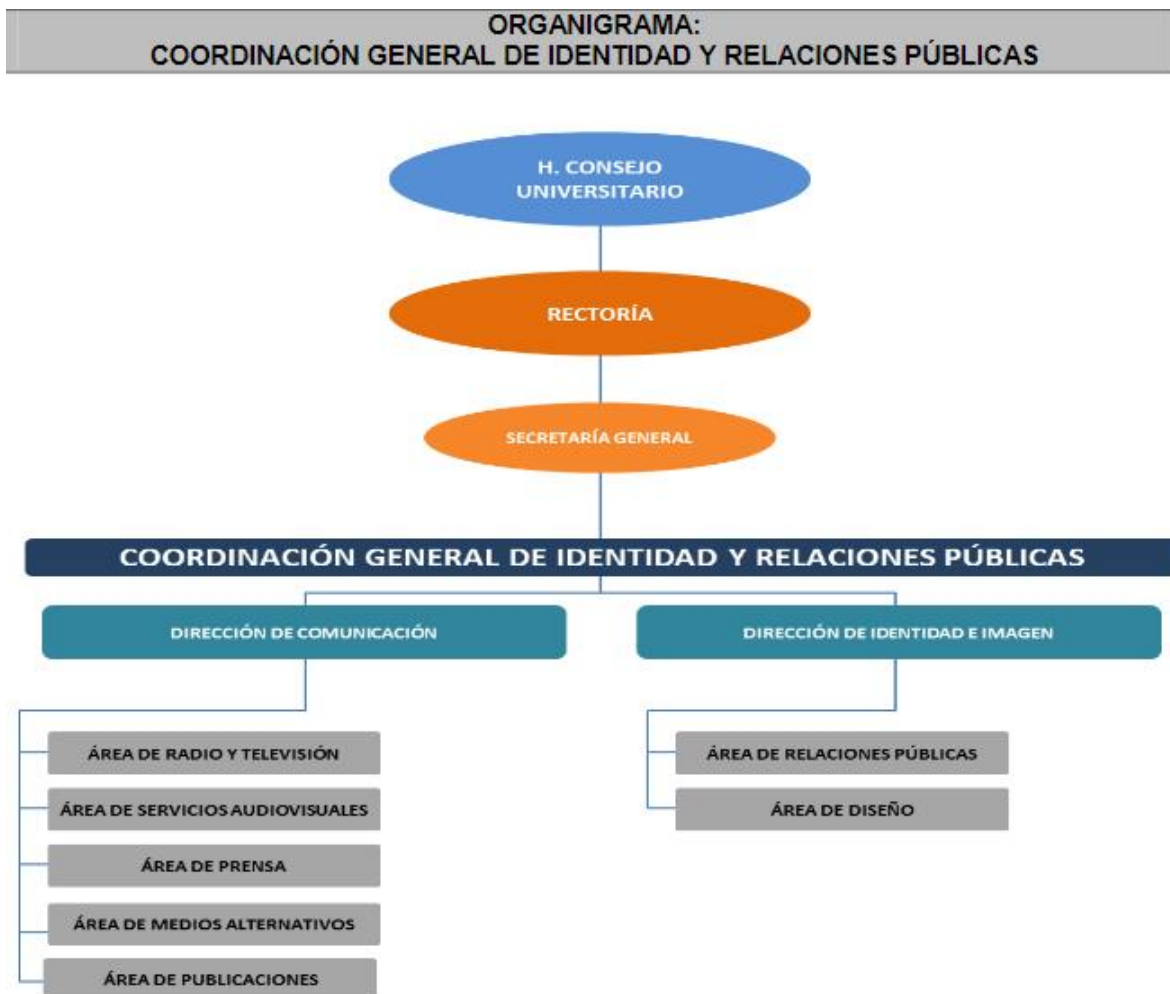 ORGANIGRAMA:
COORDINACIÓN GENERAL DE IDENTIDAD Y RELACIONES PÚBLICAS
H. CONSEJO
UNIVERSITARIO
RECTORÍA
SECRETARÍA GENERAL
COORDINACIÓN GENERAL DE IDENTIDAD Y RELACIONES PÚBLICAS
DIRECCIÓN DE COMUNICACIÓN
ÁREA DE RADIO Y TELEVISIÓN
ÁREA DE SERVICIOS AUDIOVISUALES
ÁREA DE PRENSA
ÁREA DE MEDIOS ALTERNATIVOS
ÁREA DE PUBLICACIONES
DIRECCIÓN DE IDENTIDAD E IMAGEN
ÁREA DE RELACIONES PÚBLICAS
ÁREA DE DISEÑO